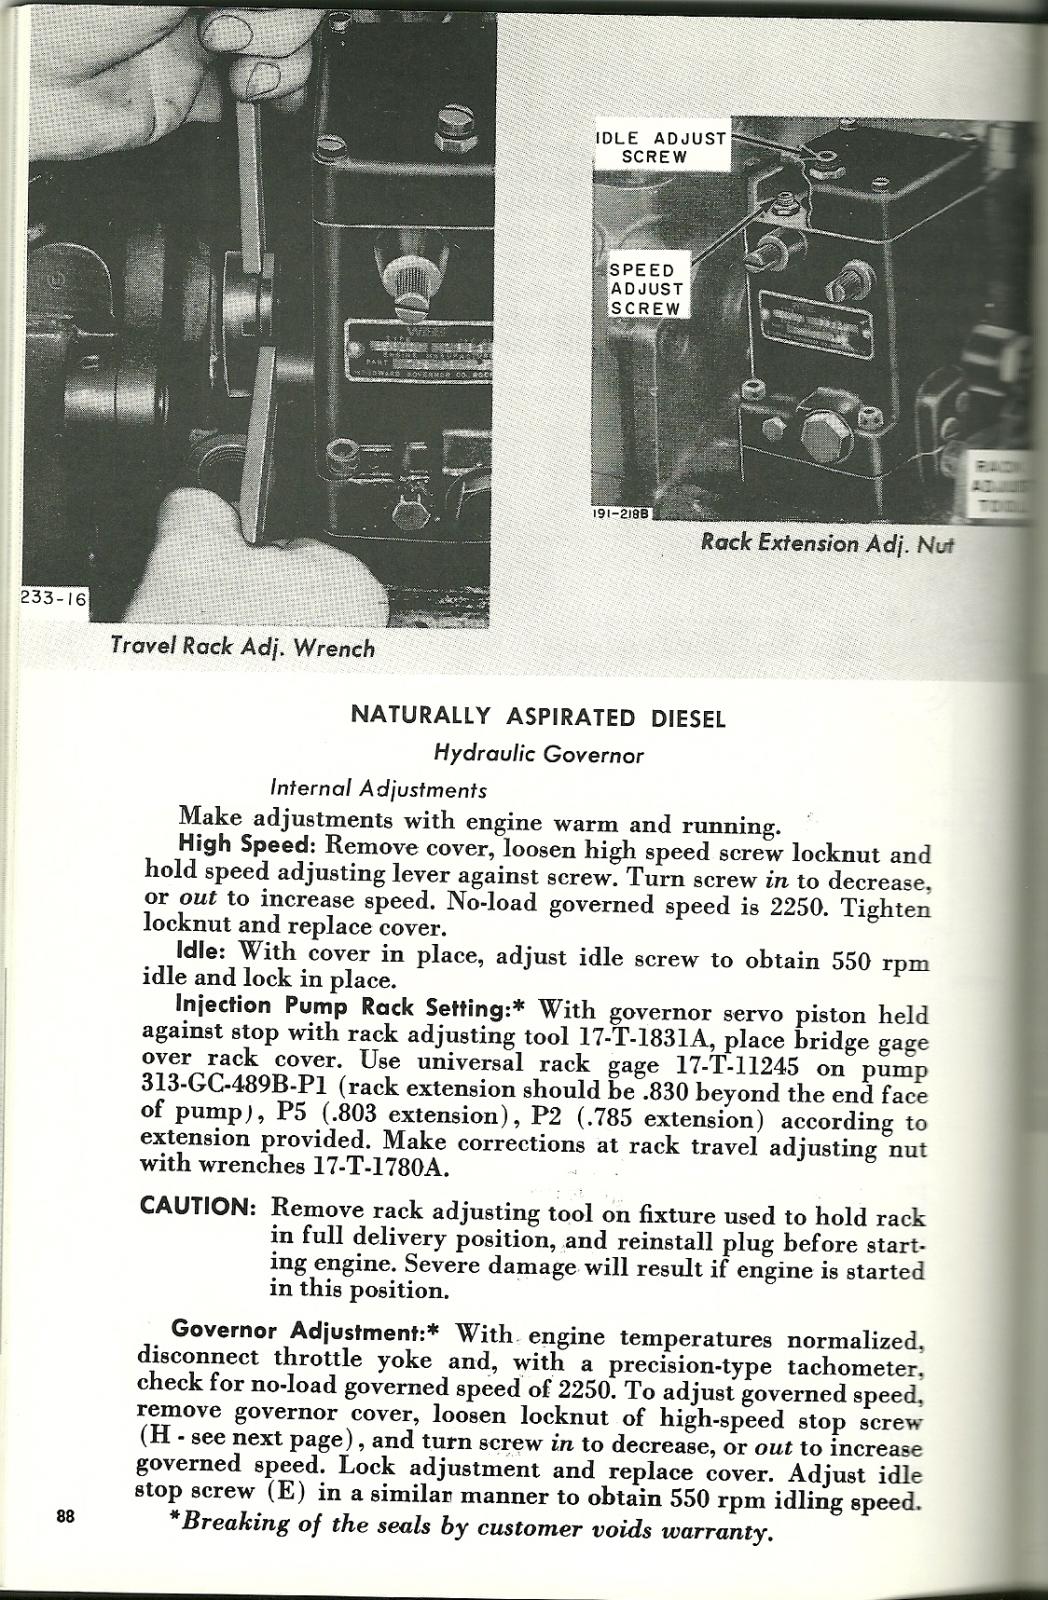 IDLE ADJUST
SCREW
SPEED
ADJUST
SCREW
RACK
ADJUST
TOOL
191-218B
Rack Extension Adj. Nut
233-16
Travel Rack Adj. Wrench
NATURALLY ASPIRATED DIESEL
Hydraulic Governor
Internal Adjustments
Make adjustments with engine warm and running.
High Speed: Remove cover, loosen high speed screw locknut and
hold speed adjusting lever against screw. Turn screw in to decrease,
or out to increase speed. No-load governed speed is 2250. Tighten
locknut and replace cover.
Idle: With cover in place, adjust idle screw to obtain 550 rpm
idle and lock in place.
Injection Pump Rack Setting:* With governor servo piston held
against stop with rack adjusting tool 17-T-1831A, place bridge gage
over rack cover. Use universal rack gage 17-T-11245 on pump
313-GC-489B-P1 (rack extension should be .830 beyond the end face
of pump), P5 (.803 extension), P2 (.785 extension) according to
extension provided. Make corrections at rack travel adjusting nut
with wrenches 17-T-1780A.
CAUTION: Remove rack adjusting tool on fixture used to hold rack
in full delivery position, and reinstall plug before start-
ing engine. Severe damage will result if engine is started
in this position.
Governor Adjustment:* With engine temperatures normalized,
disconnect throttle yoke and, with a precision-type tachometer,
check for no-load governed speed of 2250. To adjust governed speed,
remove governor cover, loosen locknut of high-speed stop screw
(H - see next page), and turn screw in to decrease, or out to increase
governed speed. Lock adjustment and replace cover. Adjust idle
stop screw (E) in a similar manner to obtain 550 rpm idling speed.
88
*Breaking of the seals by customer voids warranty.